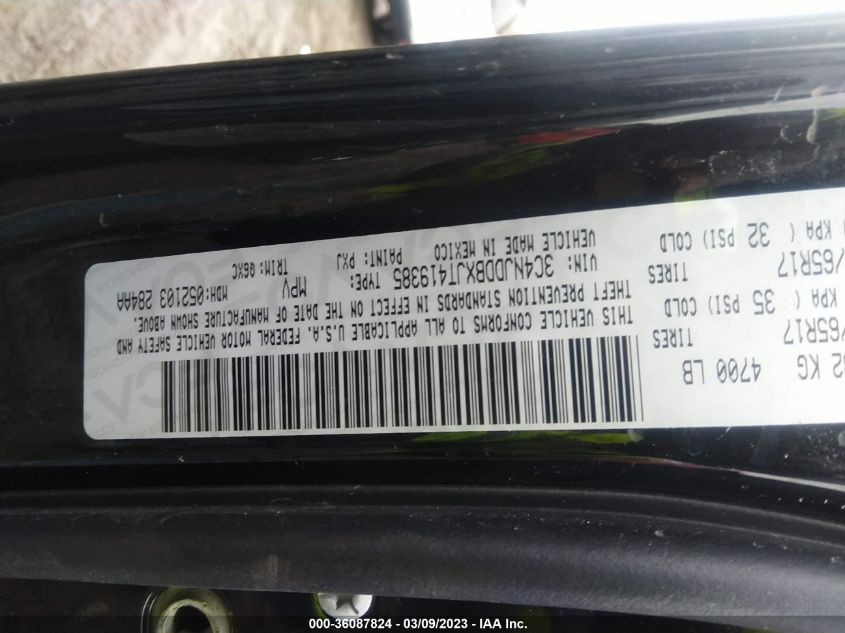 KG 4700 LB
/65R17 TIRES
KPA ( 35 PSI) COLD
/65R17 TIRES
KPA ( 32 PSI) COLD
THIS VEHICLE CONFORMS TO ALL APPLICABLE U.S.A. FEDERAL MOTOR VEHICLE SAFETY AND
THEFT PREVENTION STANDARDS IN EFFECT ON THE DATE OF MANUFACTURE SHOWN ABOVE.
VIN: 3C4NJDDBXJT419385 TYPE: MPV MDH:052103 284AA
VEHICLE MADE IN MEXICO PAINT: PXJ TRIM: G6XC
000-36087824 - 03/09/2023 - IAA Inc.